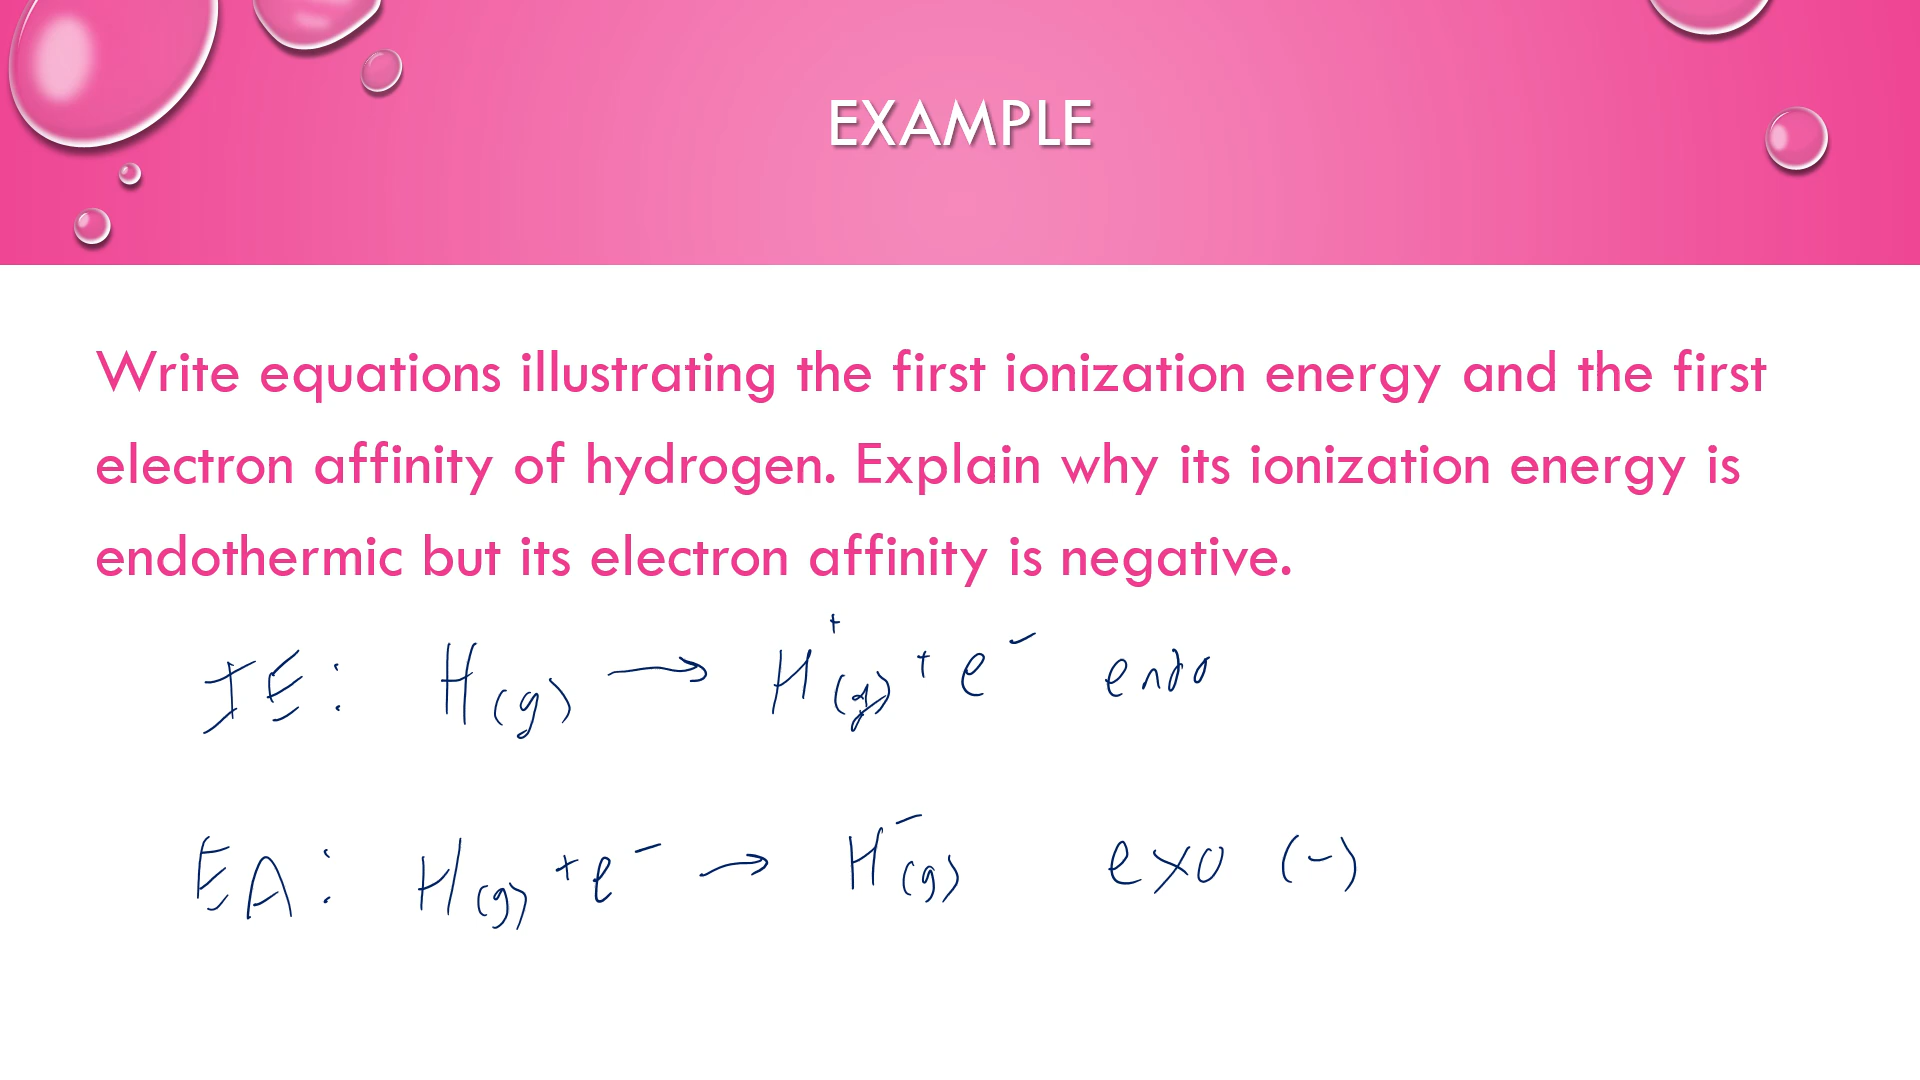 EXAMPLE
Write equations illustrating the first ionization energy and the first
electron affinity of hydrogen. Explain why its ionization energy is
endothermic but its electron affinity is negative.
IE: H(g) → H⁺(g) + e⁻ endo
EA: H(g) + e⁻ → H⁻(g) exo (-)